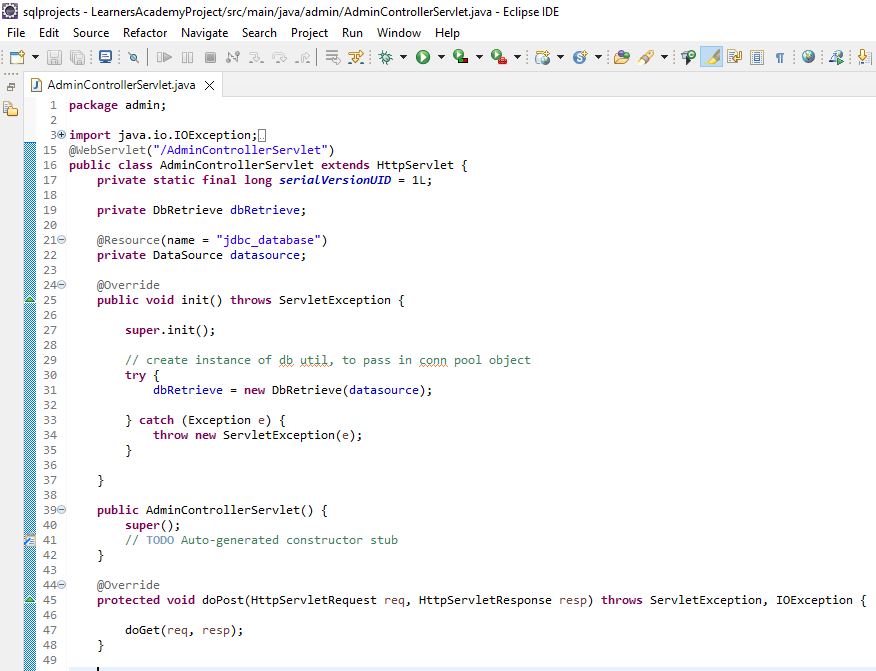 sqlprojects - LearnersAcademyProject/src/main/java/admin/AdminControllerServlet.java - Eclipse IDE
File Edit Source Refactor Navigate Search Project Run Window Help
AdminControllerServlet.java
1 package admin;
2
3 import java.io.IOException;
15 @WebServlet("/AdminControllerServlet")
16 public class AdminControllerServlet extends HttpServlet {
17 private static final long serialVersionUID = 1L;
18
19 private DbRetrieve dbRetrieve;
20
21 @Resource(name = "jdbc_database")
22 private DataSource datasource;
23
24 @Override
25 public void init() throws ServletException {
26
27 super.init();
28
29 // create instance of db util, to pass in conn pool object
30 try {
31 dbRetrieve = new DbRetrieve(datasource);
32
33 } catch (Exception e) {
34 throw new ServletException(e);
35 }
36
37 }
38
39 public AdminControllerServlet() {
40 super();
41 // TODO Auto-generated constructor stub
42 }
43
44 @Override
45 protected void doPost(HttpServletRequest req, HttpServletResponse resp) throws ServletException, IOException {
46
47 doGet(req, resp);
48 }
49